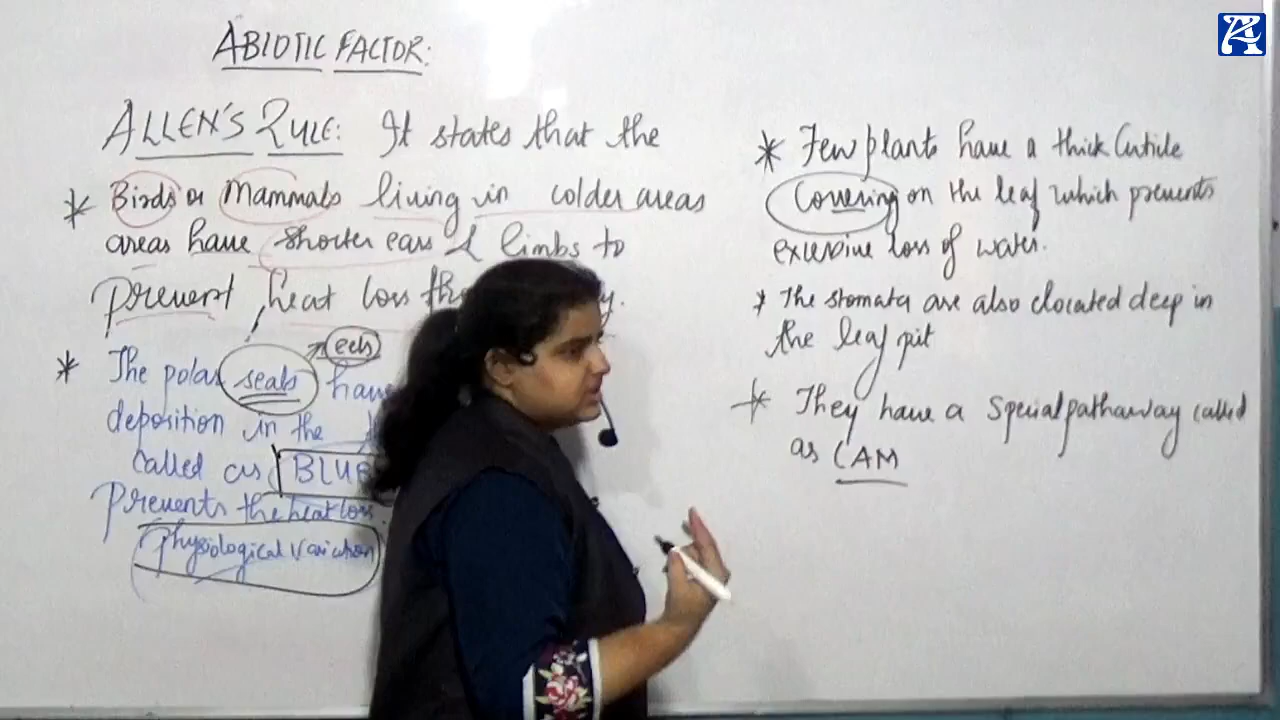 ABIOTIC FACTOR:
ALLEN'S RULE: It states that the
* Birds or Mammals living in colder areas
areas have shorter ears & limbs to
prevent heat loss
eels
* The polar seals have
deposition in the
called as BLUB
prevents the heat loss.
Physiological Variation
* Few plants have a thick Cuticle
Covering on the leaf which prevents
excessive loss of water.
* The stomata are also clocated deep in
the leaf pit
* They have a Special pathaway called
as CAM